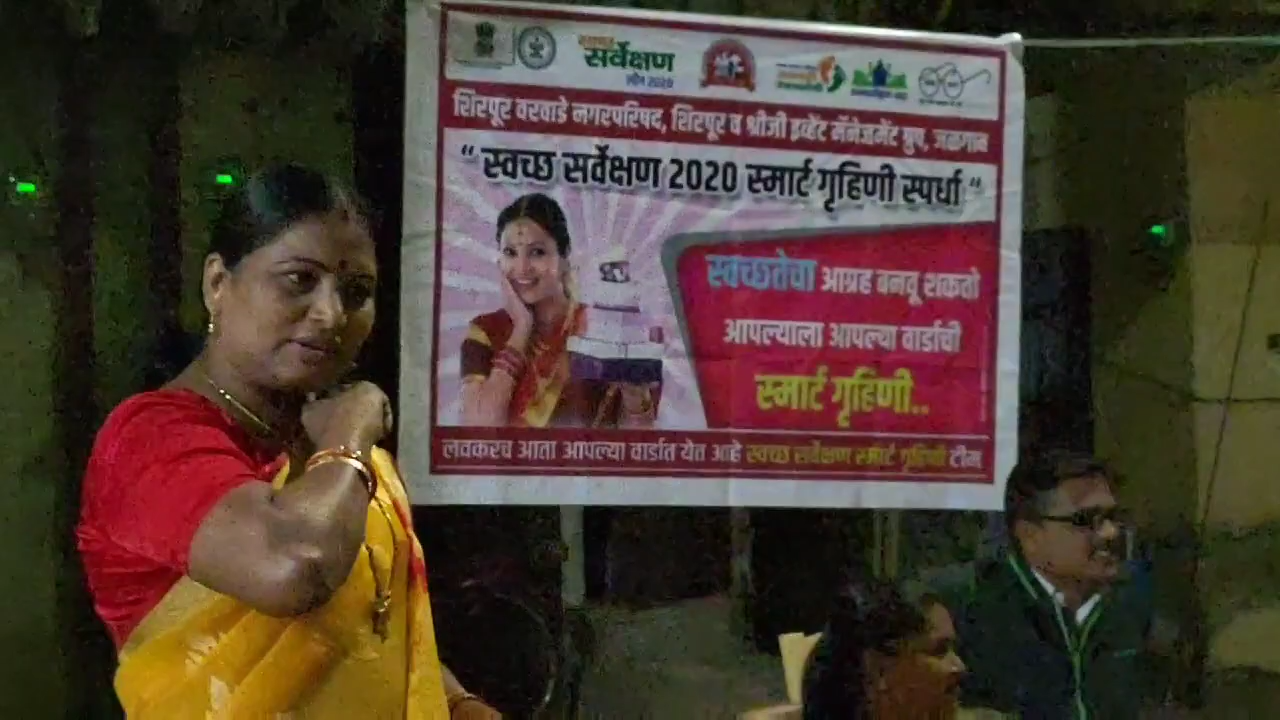 सर्वेक्षण
शिरपूर वरवाडे नगरपरिषद, शिरपूर व श्रीजी इव्हेंट मॅनेजमेंट ग्रुप, जळगाव
“ स्वच्छ सर्वेक्षण 2020 स्मार्ट गृहिणी स्पर्धा “
स्वच्छतेचा आग्रह बनवू शकतो
आपल्याला आपल्या वार्डाची
स्मार्ट गृहिणी..
लवकरच आता आपल्या वार्डात येत आहे स्वच्छ सर्वेक्षण स्मार्ट गृहिणी टीम